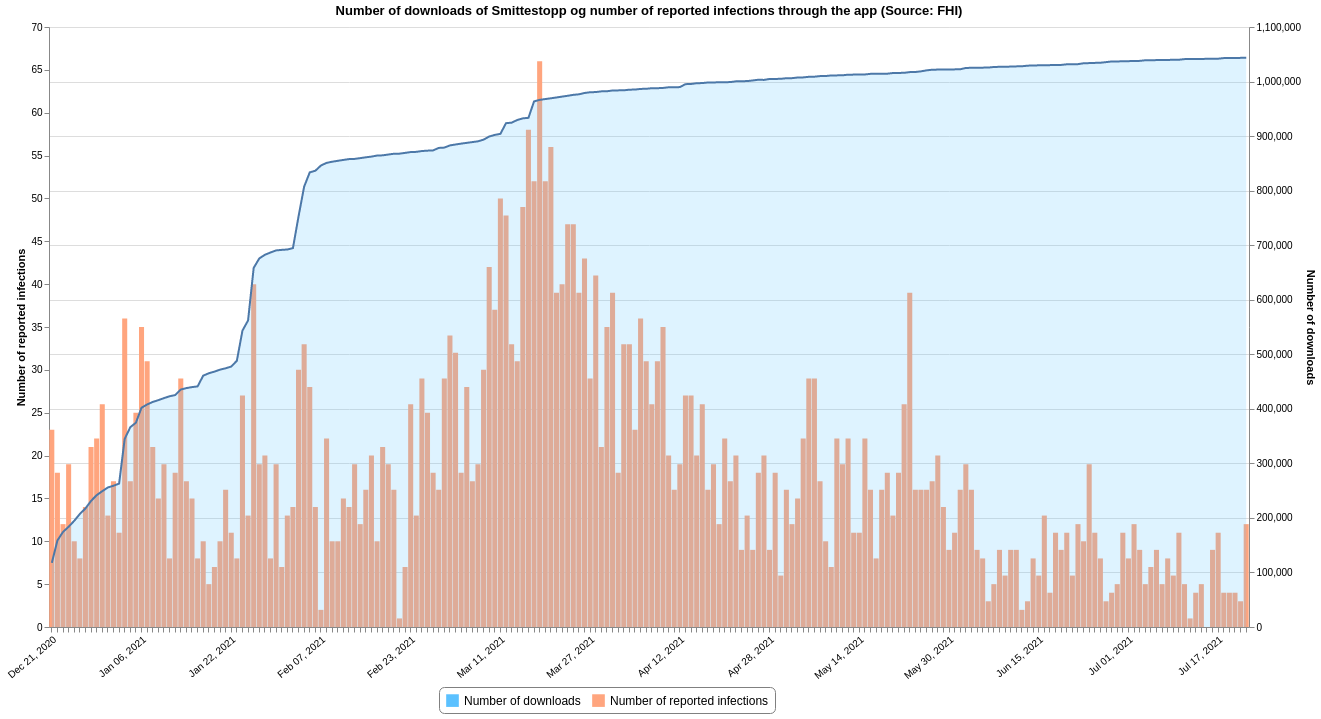 Number of downloads of Smittestopp og number of reported infections through the app (Source: FHI)
Number of reported infections
70
65
60
55
50
45
40
35
30
25
20
15
10
5
0
1,100,000
1,000,000
900,000
800,000
700,000
600,000
500,000
400,000
300,000
200,000
100,000
0
Number of downloads
Dec 21, 2020
Jan 06, 2021
Jan 22, 2021
Feb 07, 2021
Feb 23, 2021
Mar 11, 2021
Mar 27, 2021
Apr 12, 2021
Apr 28, 2021
May 14, 2021
May 30, 2021
Jun 15, 2021
Jul 01, 2021
Jul 17, 2021
Number of downloads
Number of reported infections